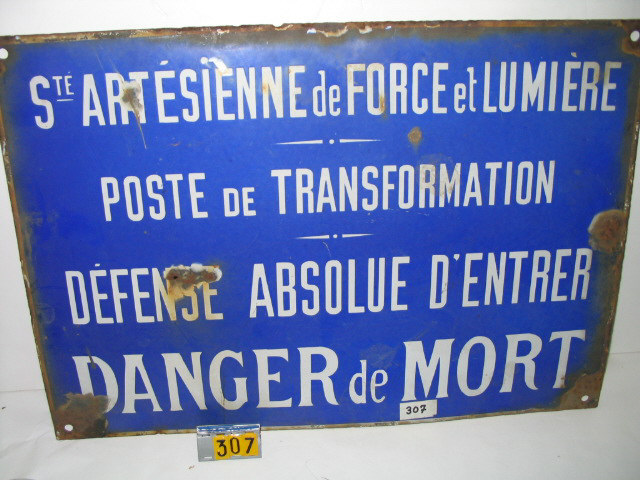 STÉ ARTÉSIENNE de FORCE et LUMIÈRE
POSTE DE TRANSFORMATION
DÉFENSE ABSOLUE D'ENTRER
DANGER de MORT
307
307